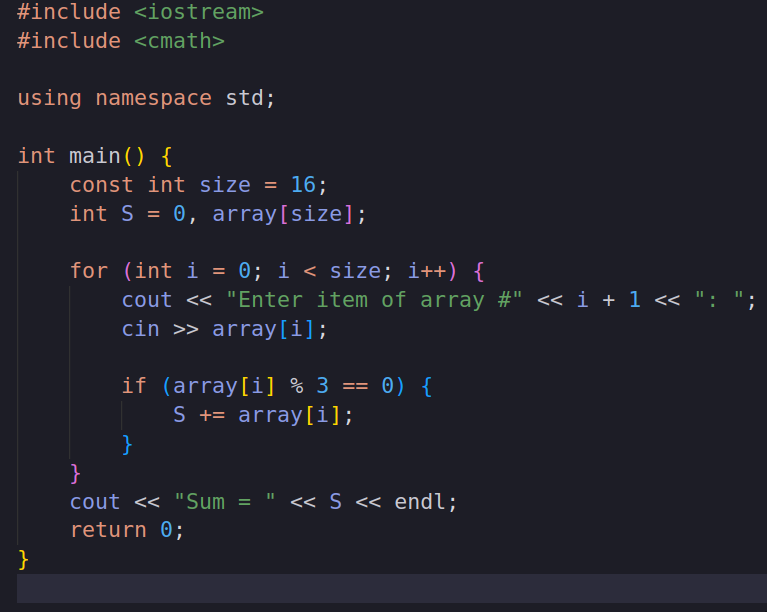 #include <iostream>
#include <cmath>
using namespace std;
int main() {
    const int size = 16;
    int S = 0, array[size];
    for (int i = 0; i < size; i++) {
        cout << "Enter item of array #" << i + 1 << ": ";
        cin >> array[i];
        if (array[i] % 3 == 0) {
            S += array[i];
        }
    }
    cout << "Sum = " << S << endl;
    return 0;
}